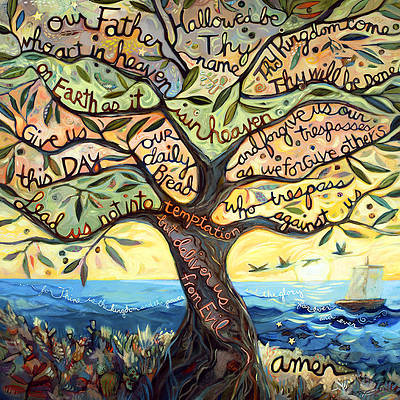 our Father
who art in heaven
Hallowed be
Thy
name
Thy Kingdom come
Thy will be done
on Earth as it is in heaven
Give us
this DAY
our
daily
Bread
and forgive us our
trespasses
as we forgive others
who trespass
against us
Lead us not into temptation
but deliver us
from Evil
for Thine is the kingdom and the power
the glory
forever
and ever
amen